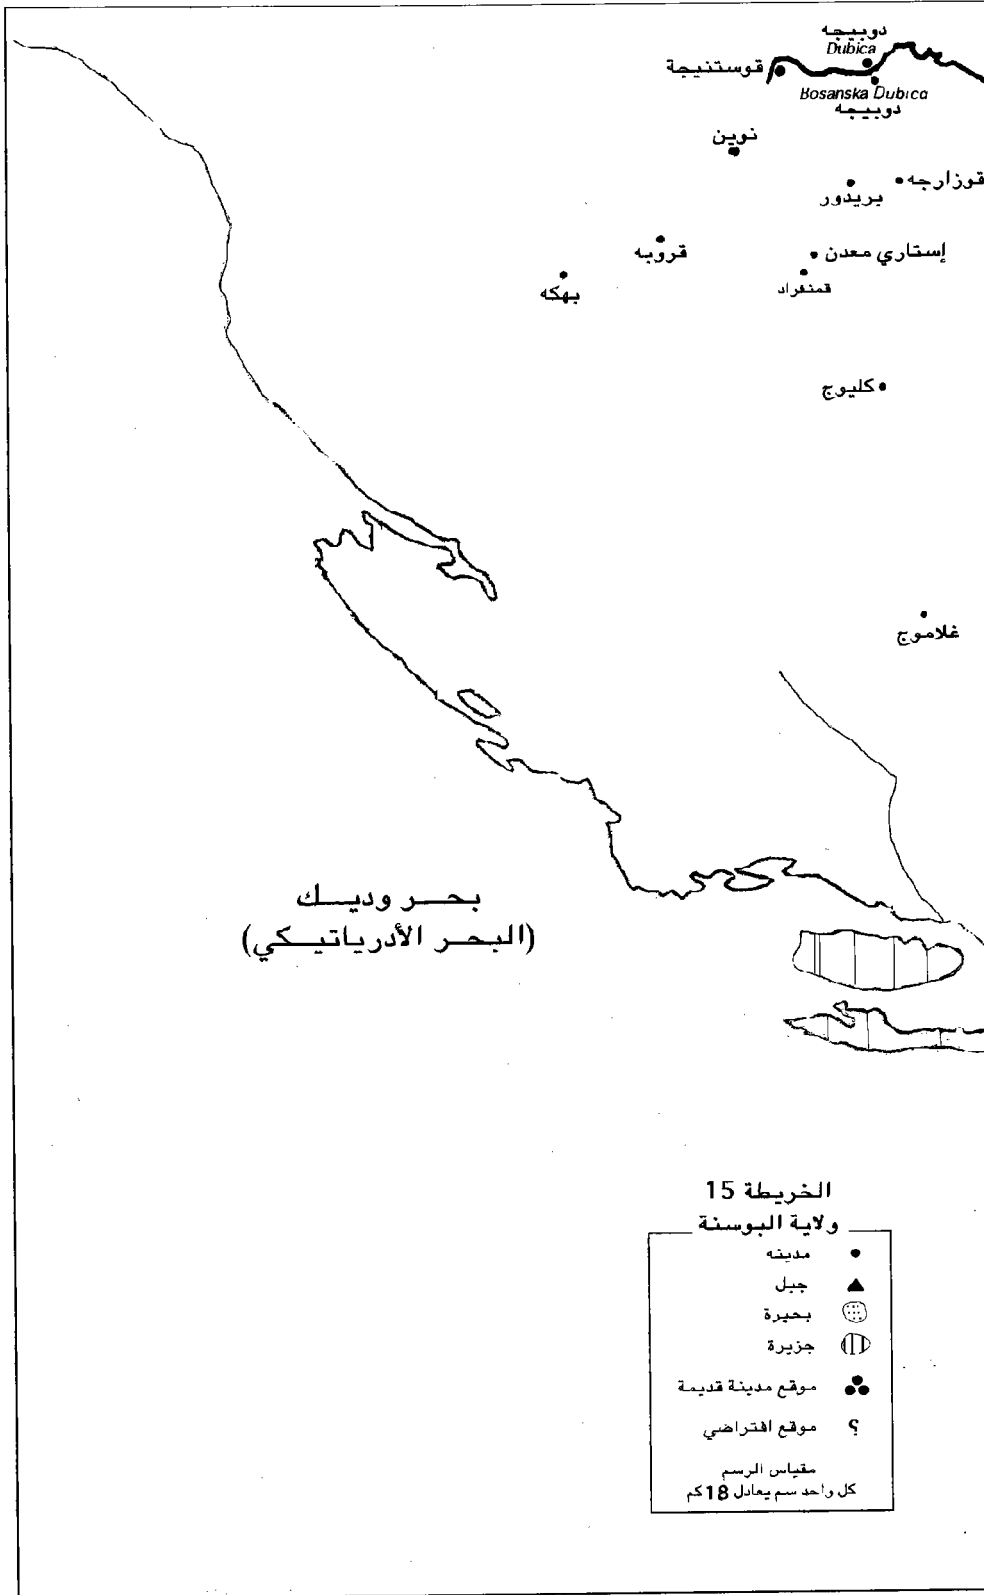 دوبيجه
Dubica
قوستنيجة
Bosanska Dubica
دوبيجه
نوين
قوزارجه
بريدور
إستاري معدن
قروبه
قمنغراد
بهكه
كليوج
غلاموج
بحر وديك
(البحر الأدرياتيكي)
الخريطة 15
ولاية البوسنة
مدينه
جبل
بحيرة
جزيرة
موقع مدينة قديمة
؟ موقع افتراضي
مقياس الرسم
كل واحد سم يعادل 18 كم